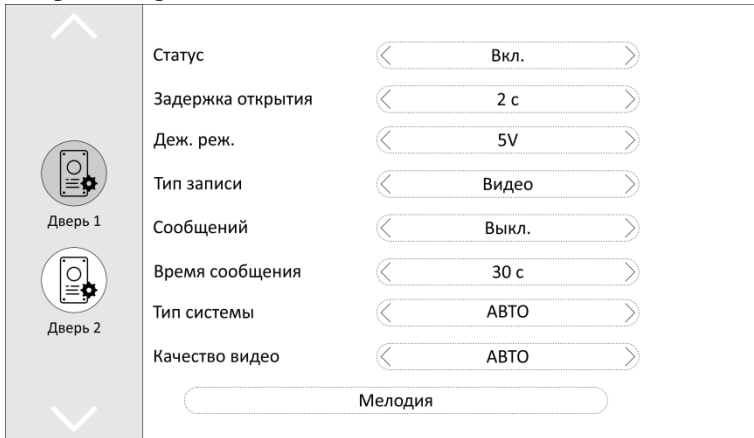 Статус Вкл.
Задержка открытия 2 с
Деж. реж. 5V
Тип записи Видео
Дверь 1
Сообщений Выкл.
Время сообщения 30 с
Тип системы АВТО
Дверь 2
Качество видео АВТО
Мелодия